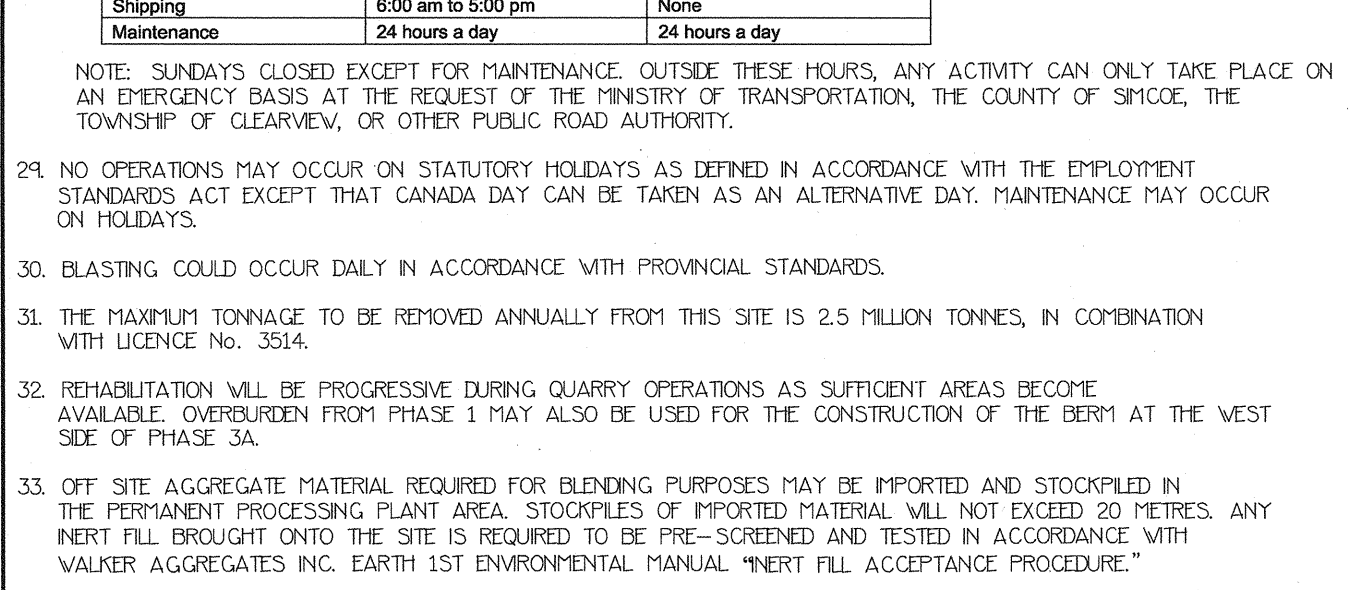 Shipping 6:00 am to 5:00 pm None
Maintenance 24 hours a day 24 hours a day
NOTE: SUNDAYS CLOSED EXCEPT FOR MAINTENANCE. OUTSIDE THESE HOURS, ANY ACTIVITY CAN ONLY TAKE PLACE ON
AN EMERGENCY BASIS AT THE REQUEST OF THE MINISTRY OF TRANSPORTATION, THE COUNTY OF SIMCOE, THE
TOWNSHIP OF CLEARVIEW, OR OTHER PUBLIC ROAD AUTHORITY.
29. NO OPERATIONS MAY OCCUR ON STATUTORY HOLIDAYS AS DEFINED IN ACCORDANCE WITH THE EMPLOYMENT
STANDARDS ACT EXCEPT THAT CANADA DAY CAN BE TAKEN AS AN ALTERNATIVE DAY. MAINTENANCE MAY OCCUR
ON HOLIDAYS.
30. BLASTING COULD OCCUR DAILY IN ACCORDANCE WITH PROVINCIAL STANDARDS.
31. THE MAXIMUM TONNAGE TO BE REMOVED ANNUALLY FROM THIS SITE IS 2.5 MILLION TONNES, IN COMBINATION
WITH LICENCE No. 3514.
32. REHABILITATION WILL BE PROGRESSIVE DURING QUARRY OPERATIONS AS SUFFICIENT AREAS BECOME
AVAILABLE. OVERBURDEN FROM PHASE 1 MAY ALSO BE USED FOR THE CONSTRUCTION OF THE BERM AT THE WEST
SIDE OF PHASE 3A.
33. OFF SITE AGGREGATE MATERIAL REQUIRED FOR BLENDING PURPOSES MAY BE IMPORTED AND STOCKPILED IN
THE PERMANENT PROCESSING PLANT AREA. STOCKPILES OF IMPORTED MATERIAL WILL NOT EXCEED 20 METRES. ANY
INERT FILL BROUGHT ONTO THE SITE IS REQUIRED TO BE PRE-SCREENED AND TESTED IN ACCORDANCE WITH
WALKER AGGREGATES INC. EARTH 1ST ENVIRONMENTAL MANUAL "INERT FILL ACCEPTANCE PROCEDURE."